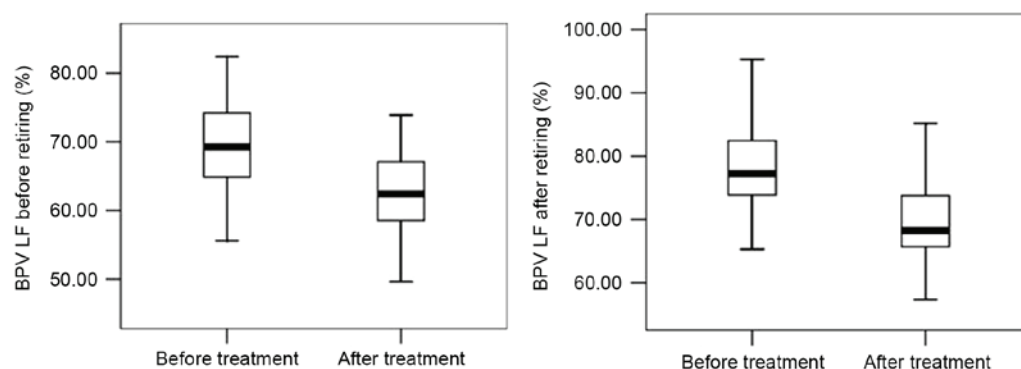 BPV LF before retiring (%)
80.00
70.00
60.00
50.00
Before treatment After treatment
BPV LF after retiring (%)
100.00
90.00
80.00
70.00
60.00
Before treatment After treatment